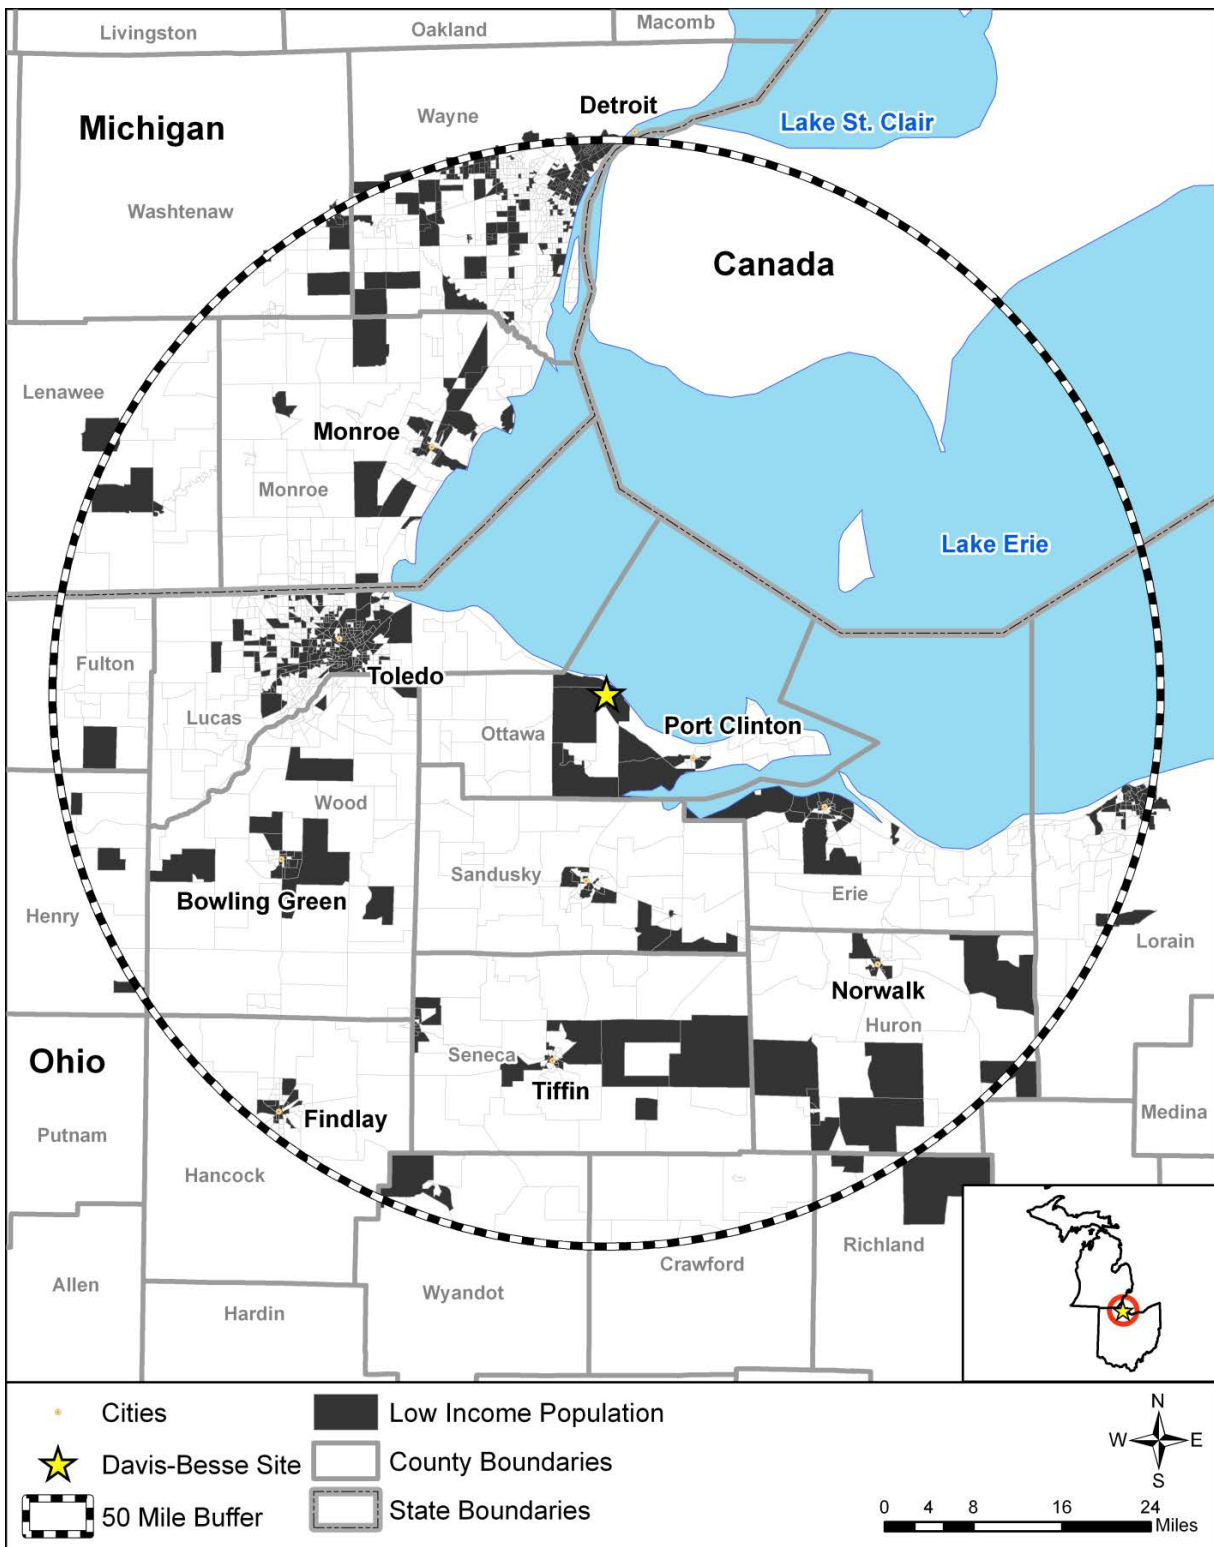 Livingston
Oakland
Macomb
Michigan
Wayne
Detroit
Lake St. Clair
Washtenaw
Canada
Lenawee
Monroe
Monroe
Lake Erie
Fulton
Toledo
Lucas
Ottawa
Port Clinton
Wood
Sandusky
Erie
Bowling Green
Henry
Lorain
Norwalk
Huron
Ohio
Seneca
Tiffin
Findlay
Medina
Putnam
Hancock
Richland
Crawford
Allen
Wyandot
Hardin
Cities
Low Income Population
Davis-Besse Site
County Boundaries
50 Mile Buffer
State Boundaries
N
W E
S
0 4 8 16 24
Miles